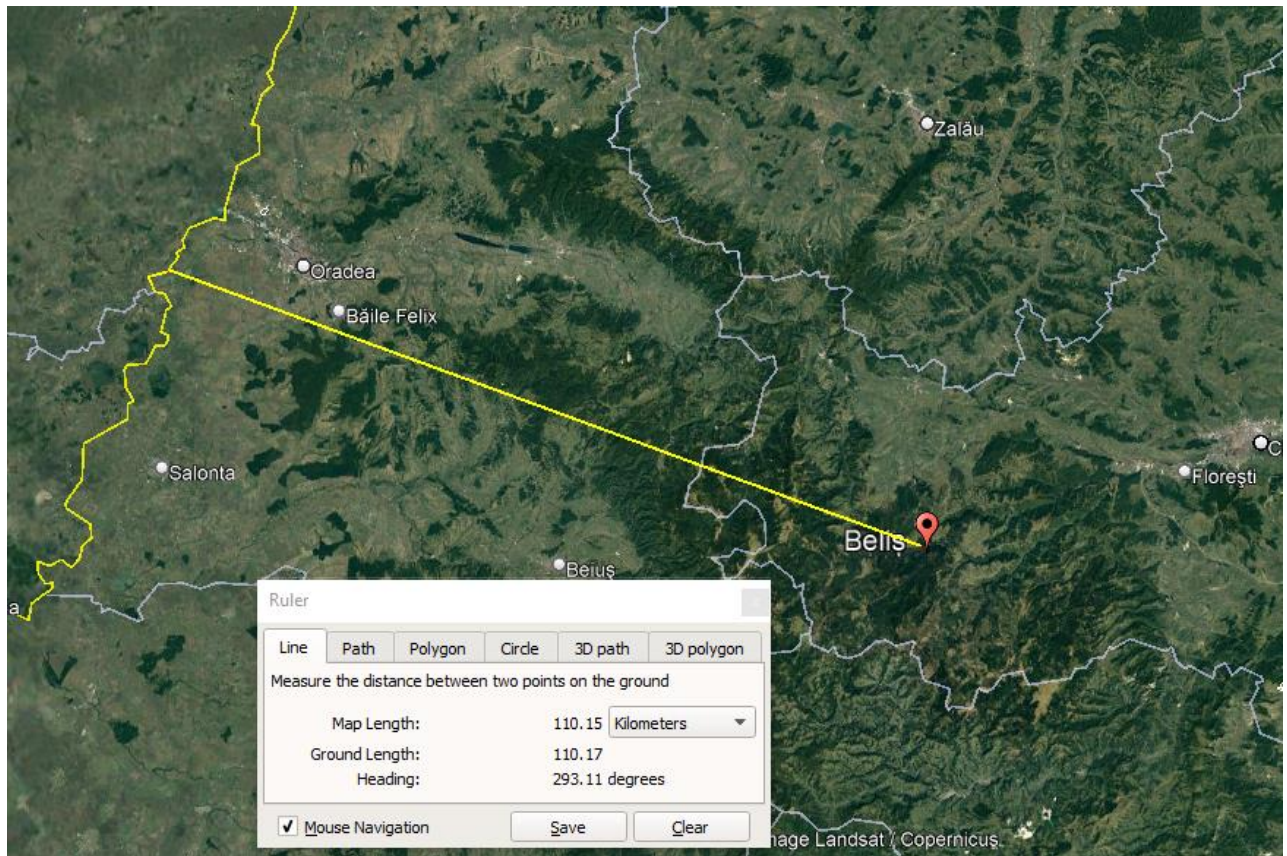 Zalău
Oradea
Băile Felix
Salonta
C
Florești
Beliș
Beiuș
a
Ruler
Line Path Polygon Circle 3D path 3D polygon
Measure the distance between two points on the ground
Map Length: 110.15 Kilometers
Ground Length: 110.17
Heading: 293.11 degrees
Mouse Navigation Save Clear
mage Landsat / Copernicus